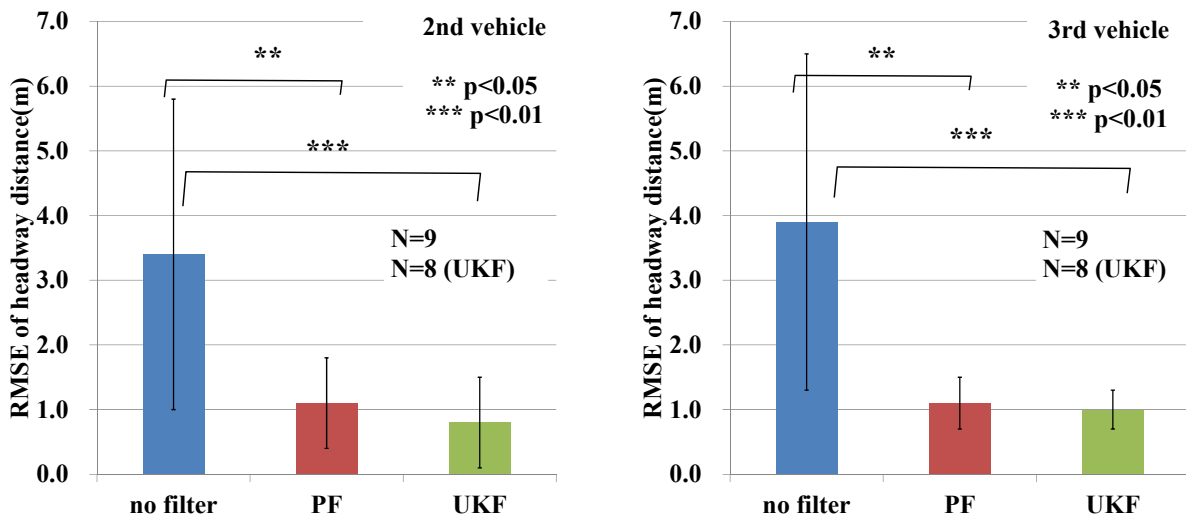 RMSE of headway distance(m)
7.0
6.0
5.0
4.0
3.0
2.0
1.0
0.0
2nd vehicle
**
** p<0.05
*** p<0.01
***
N=9
N=8 (UKF)
no filter PF UKF
RMSE of headway distance(m)
7.0
6.0
5.0
4.0
3.0
2.0
1.0
0.0
3rd vehicle
**
** p<0.05
*** p<0.01
***
N=9
N=8 (UKF)
no filter PF UKF